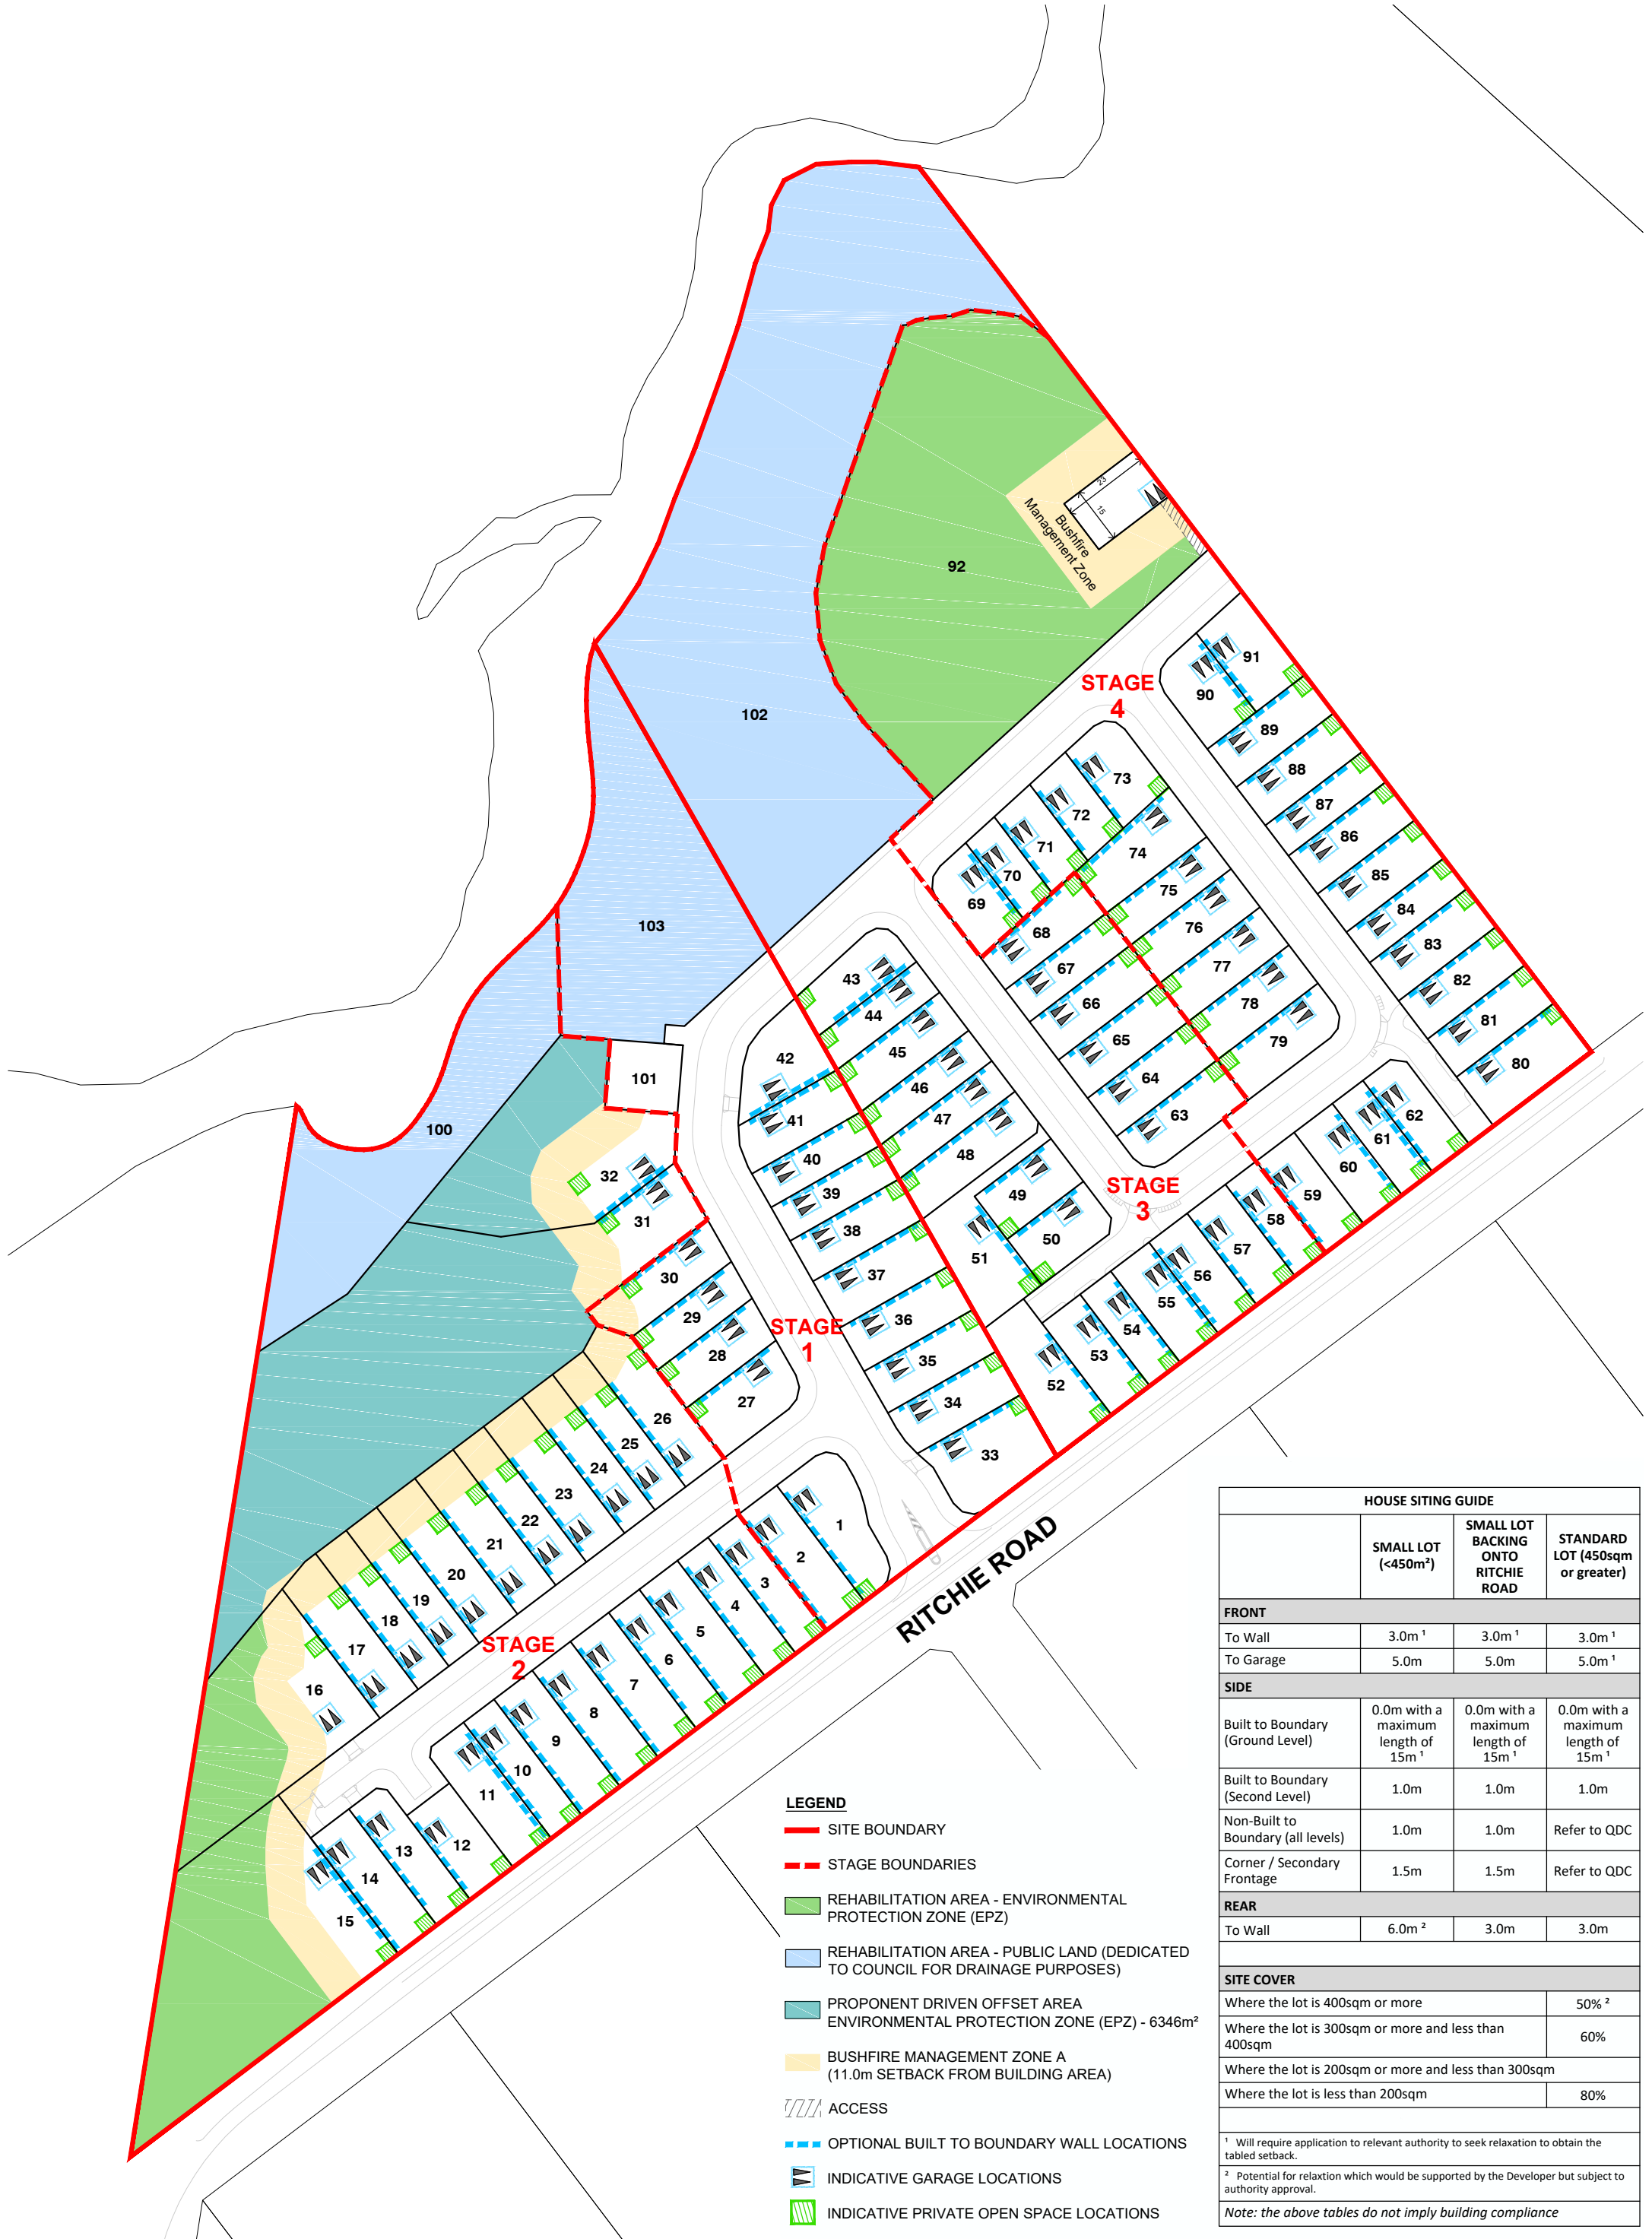 23
15
Bushfire
Management Zone
92
91
STAGE
4
90
102
89
73
88
72
87
71
74
86
70
75
85
69
103
68
76
84
67
77
83
43
66
78
82
44
65
79
81
42
45
64
80
101
46
63
62
41
47
61
100
40
48
60
32
39
49
STAGE
3
59
31
38
50
58
51
57
30
37
56
29
36
55
28
STAGE
1
35
54
27
34
53
26
33
52
25
24
1
23
2
22
3
21
4
20
5
19
6
18
7
17
STAGE
2
8
16
9
10
11
12
13
14
15
RITCHIE ROAD
LEGEND
SITE BOUNDARY
STAGE BOUNDARIES
REHABILITATION AREA - ENVIRONMENTAL
PROTECTION ZONE (EPZ)
REHABILITATION AREA - PUBLIC LAND (DEDICATED
TO COUNCIL FOR DRAINAGE PURPOSES)
PROPONENT DRIVEN OFFSET AREA
ENVIRONMENTAL PROTECTION ZONE (EPZ) - 6346m²
BUSHFIRE MANAGEMENT ZONE A
(11.0m SETBACK FROM BUILDING AREA)
ACCESS
OPTIONAL BUILT TO BOUNDARY WALL LOCATIONS
INDICATIVE GARAGE LOCATIONS
INDICATIVE PRIVATE OPEN SPACE LOCATIONS
HOUSE SITING GUIDE
SMALL LOT
(<450m²)
SMALL LOT
BACKING
ONTO
RITCHIE
ROAD
STANDARD
LOT (450sqm
or greater)
FRONT
To Wall 3.0m ¹ 3.0m ¹ 3.0m ¹
To Garage 5.0m 5.0m 5.0m ¹
SIDE
Built to Boundary
(Ground Level)
0.0m with a
maximum
length of
15m ¹
0.0m with a
maximum
length of
15m ¹
0.0m with a
maximum
length of
15m ¹
Built to Boundary
(Second Level)
1.0m 1.0m 1.0m
Non-Built to
Boundary (all levels)
1.0m 1.0m Refer to QDC
Corner / Secondary
Frontage
1.5m 1.5m Refer to QDC
REAR
To Wall 6.0m ² 3.0m 3.0m
SITE COVER
Where the lot is 400sqm or more 50% ²
Where the lot is 300sqm or more and less than
400sqm
60%
Where the lot is 200sqm or more and less than 300sqm
Where the lot is less than 200sqm 80%
¹ Will require application to relevant authority to seek relaxation to obtain the
tabled setback.
² Potential for relaxtion which would be supported by the Developer but subject to
authority approval.
Note: the above tables do not imply building compliance